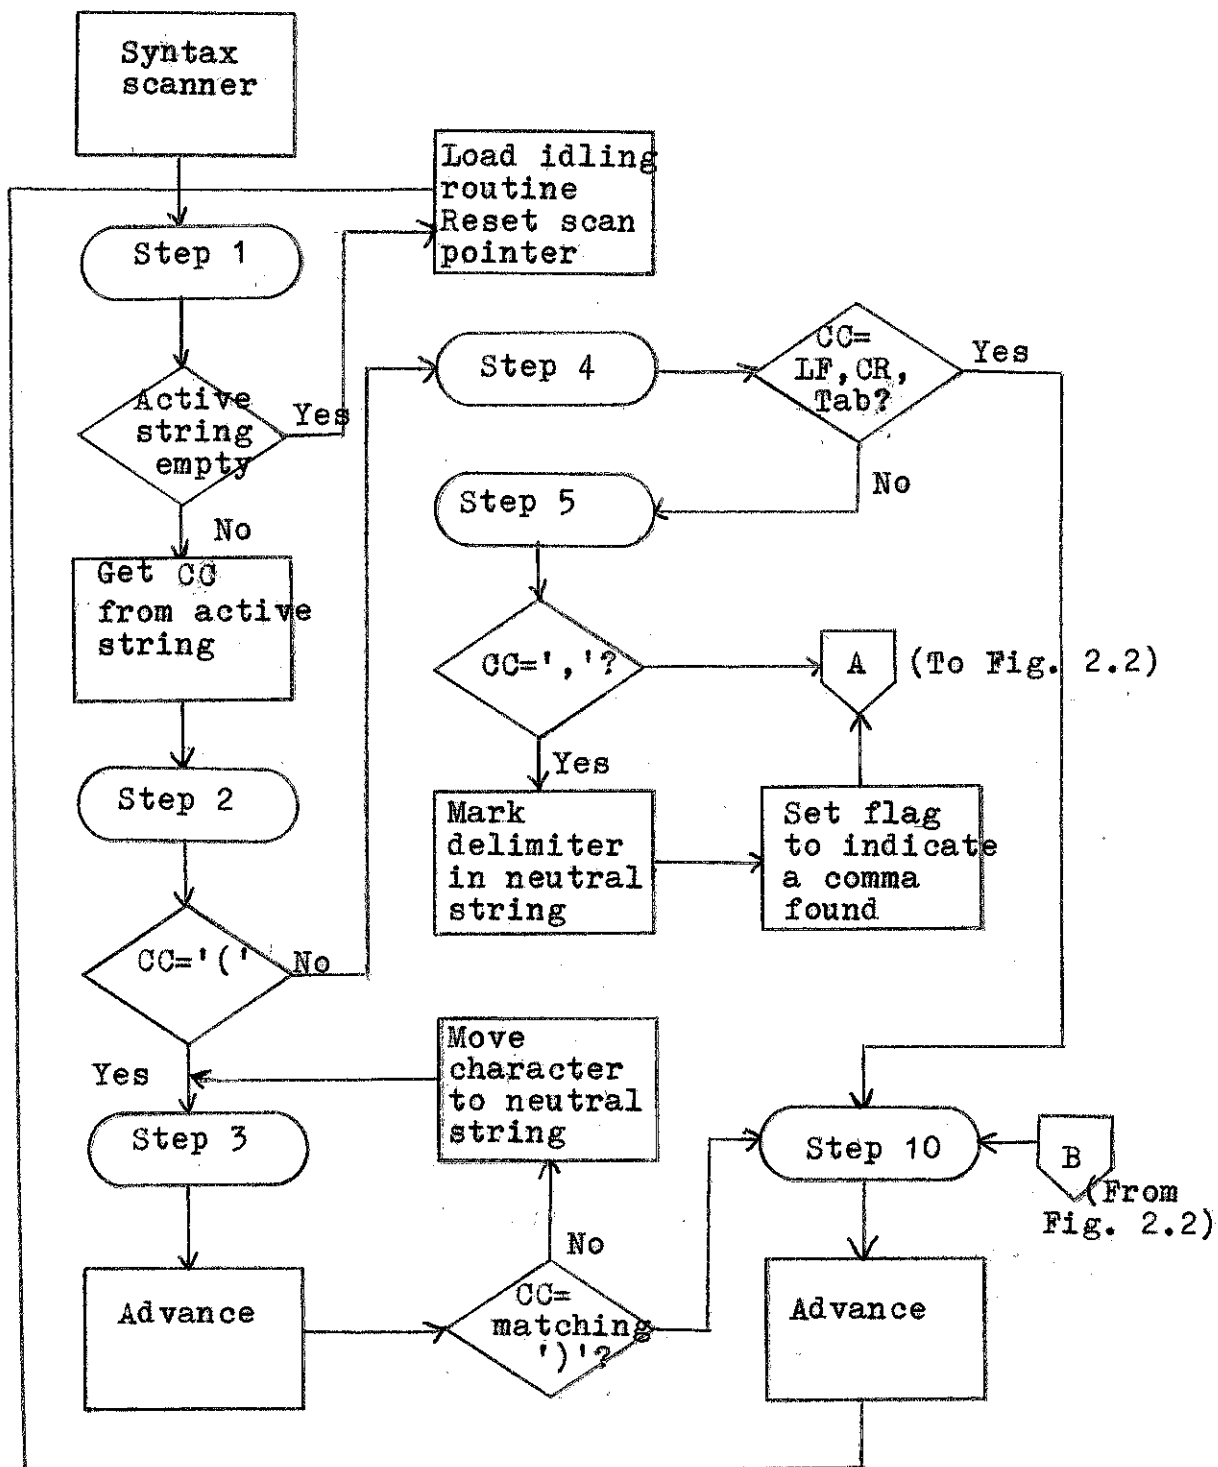 Syntax
scanner
Load idling
routine
Reset scan
pointer
Step 1
Active
string
empty
Yes
No
Get CC
from active
string
Step 2
CC='('
No
Yes
Step 3
Advance
Step 4
CC=
LF,CR,
Tab?
Yes
No
Step 5
CC=','?
Yes
A
(To Fig. 2.2)
Mark
delimiter
in neutral
string
Set flag
to indicate
a comma
found
Move
character
to neutral
string
No
CC=
matching
')'?
Step 10
B
(From
Fig. 2.2)
Advance